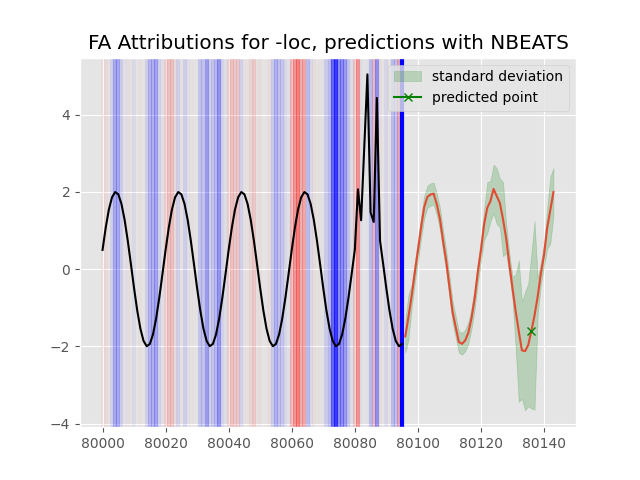 FA Attributions for -loc, predictions with NBEATS
standard deviation
predicted point
4
2
0
−2
−4
80000 80020 80040 80060 80080 80100 80120 80140